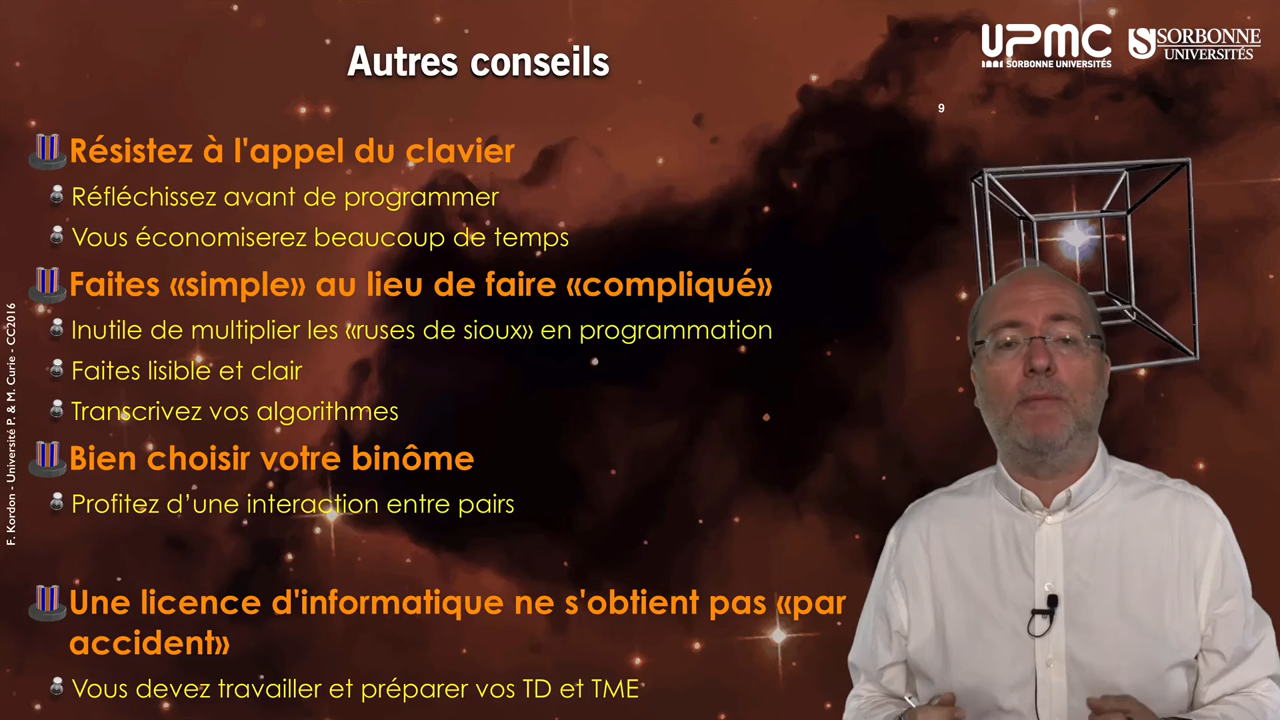 Autres conseils
UPMC
SORBONNE UNIVERSITÉS
SORBONNE
UNIVERSITÉS
9
Résistez à l'appel du clavier
Réfléchissez avant de programmer
Vous économiserez beaucoup de temps
Faites «simple» au lieu de faire «compliqué»
Inutile de multiplier les «ruses de sioux» en programmation
Faites lisible et clair
Transcrivez vos algorithmes
Bien choisir votre binôme
Profitez d’une interaction entre pairs
Une licence d'informatique ne s'obtient pas «par
accident»
Vous devez travailler et préparer vos TD et TME
F. Kordon - Université P. & M. Curie - CC2016